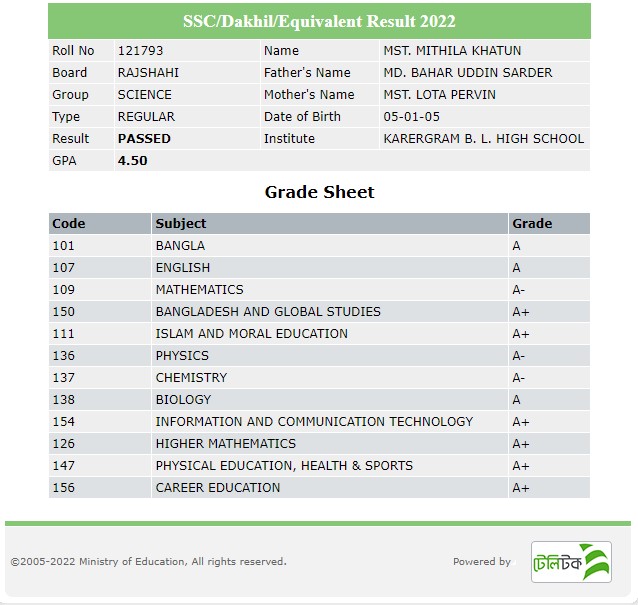 SSC/Dakhil/Equivalent Result 2022
Roll No 121793 Name MST. MITHILA KHATUN
Board RAJSHAHI Father's Name MD. BAHAR UDDIN SARDER
Group SCIENCE Mother's Name MST. LOTA PERVIN
Type REGULAR Date of Birth 05-01-05
Result PASSED Institute KARERGRAM B. L. HIGH SCHOOL
GPA 4.50
Grade Sheet
Code Subject Grade
101 BANGLA A
107 ENGLISH A
109 MATHEMATICS A-
150 BANGLADESH AND GLOBAL STUDIES A+
111 ISLAM AND MORAL EDUCATION A+
136 PHYSICS A-
137 CHEMISTRY A-
138 BIOLOGY A
154 INFORMATION AND COMMUNICATION TECHNOLOGY A+
126 HIGHER MATHEMATICS A+
147 PHYSICAL EDUCATION, HEALTH & SPORTS A+
156 CAREER EDUCATION A+
©2005-2022 Ministry of Education, All rights reserved. Powered by টেলিটক